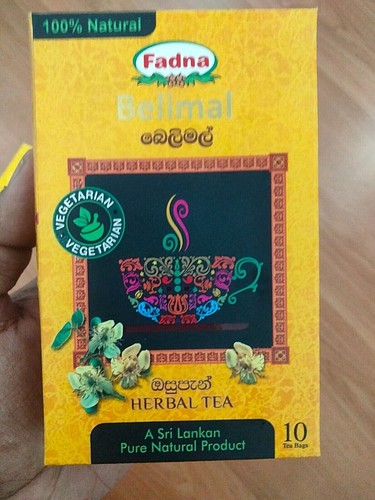 100% Natural
Fadna
Belimal
බෙලිමල්
VEGETARIAN
VEGETARIAN
ඔසුපැන්
HERBAL TEA
A Sri Lankan
Pure Natural Product
10
Tea Bags